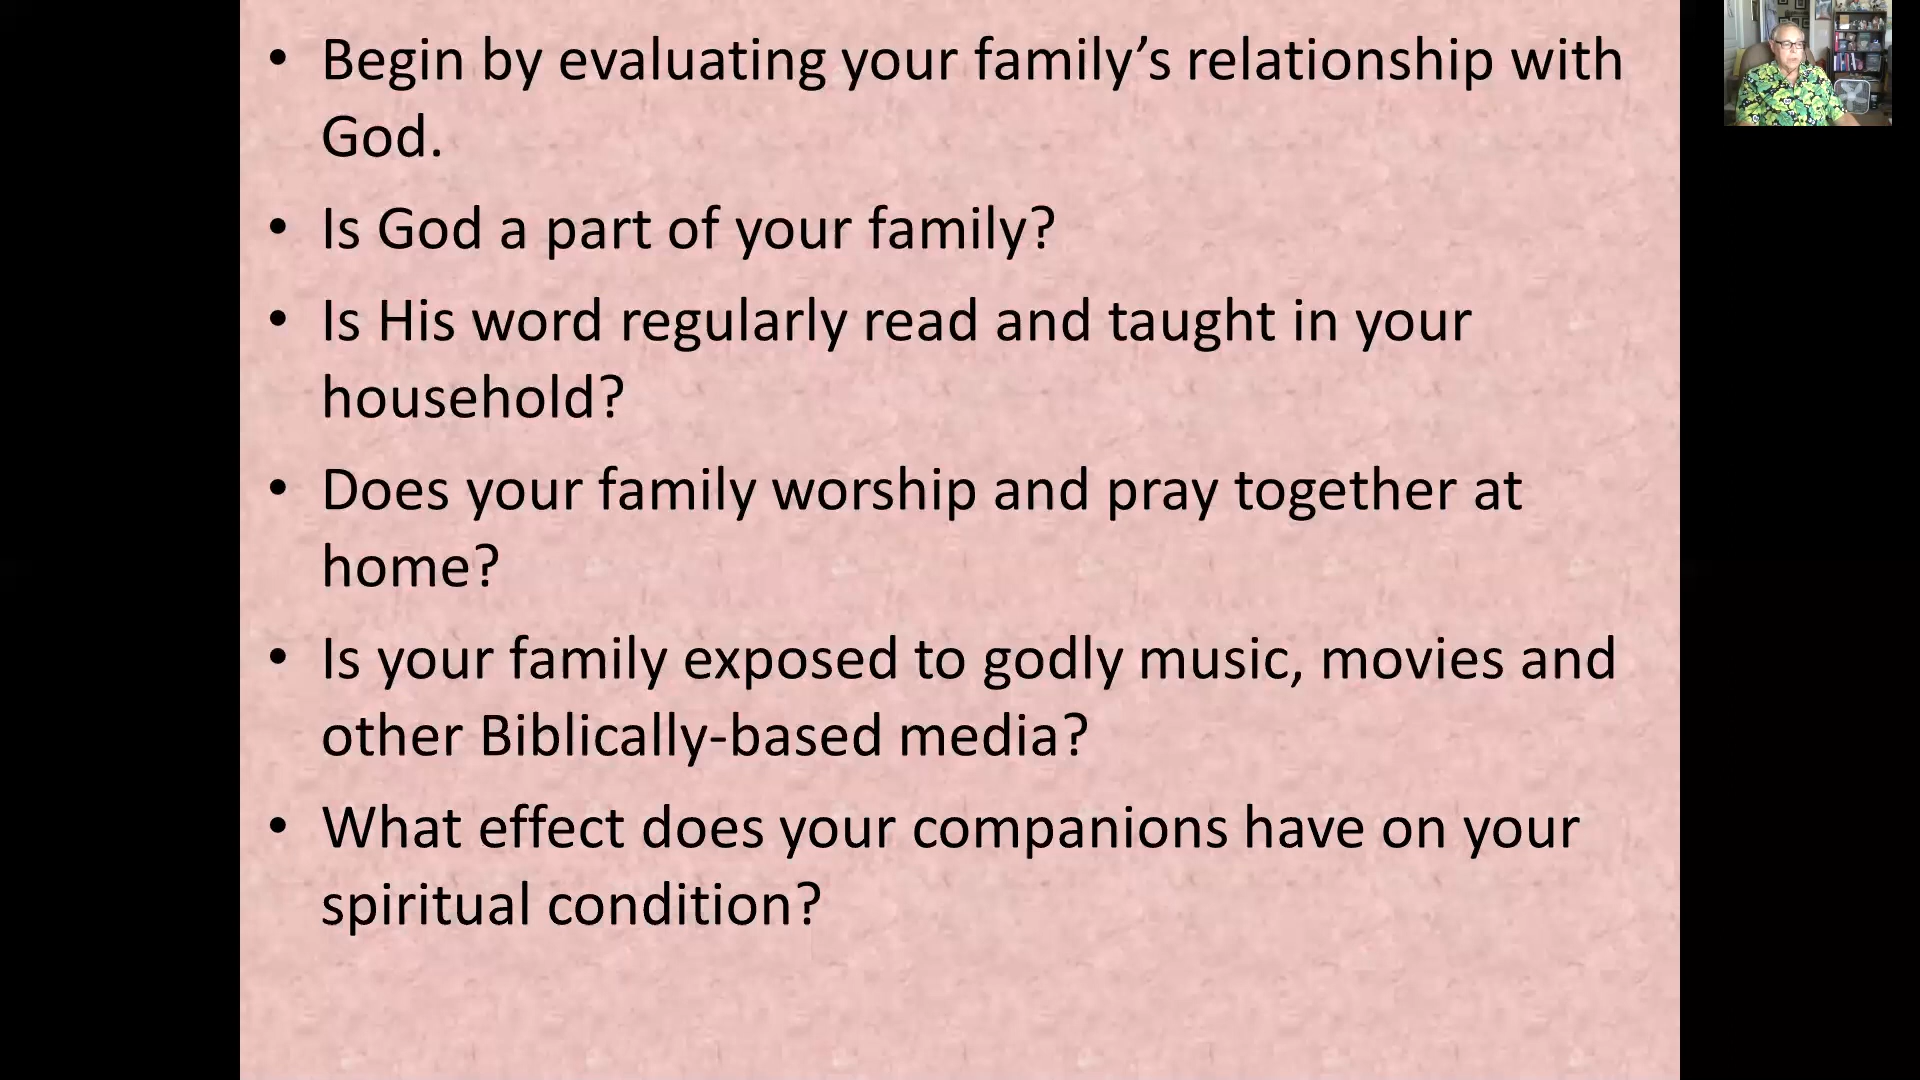 • Begin by evaluating your family’s relationship with
God.
• Is God a part of your family?
• Is His word regularly read and taught in your
household?
• Does your family worship and pray together at
home?
• Is your family exposed to godly music, movies and
other Biblically-based media?
• What effect does your companions have on your
spiritual condition?